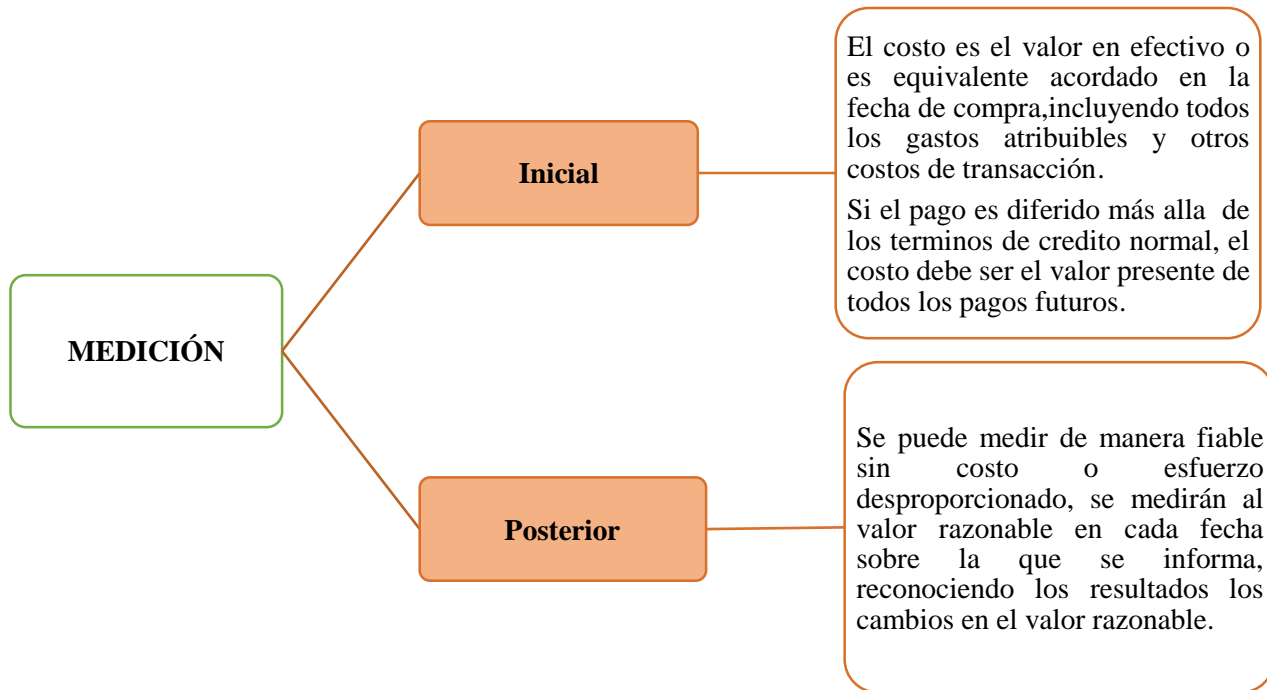 MEDICIÓN
Inicial
El costo es el valor en efectivo o
es equivalente acordado en la
fecha de compra,incluyendo todos
los gastos atribuibles y otros
costos de transacción.
Si el pago es diferido más alla de
los terminos de credito normal, el
costo debe ser el valor presente de
todos los pagos futuros.
Posterior
Se puede medir de manera fiable
sin costo o esfuerzo
desproporcionado, se medirán al
valor razonable en cada fecha
sobre la que se informa,
reconociendo los resultados los
cambios en el valor razonable.